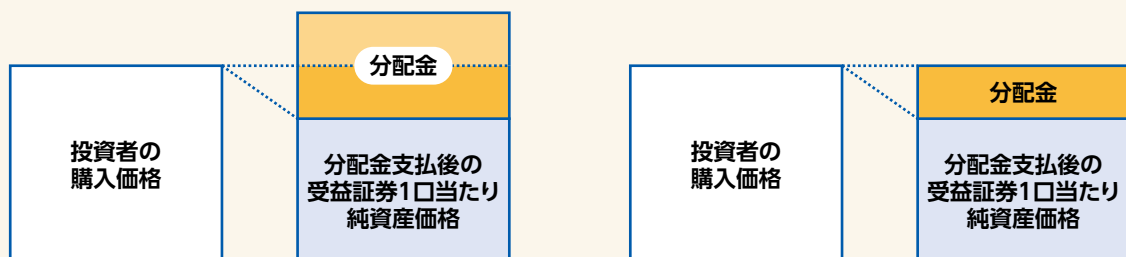 分配金
投資者の
購入価格
分配金支払後の
受益証券1口当たり
純資産価格
分配金
投資者の
購入価格
分配金支払後の
受益証券1口当たり
純資産価格